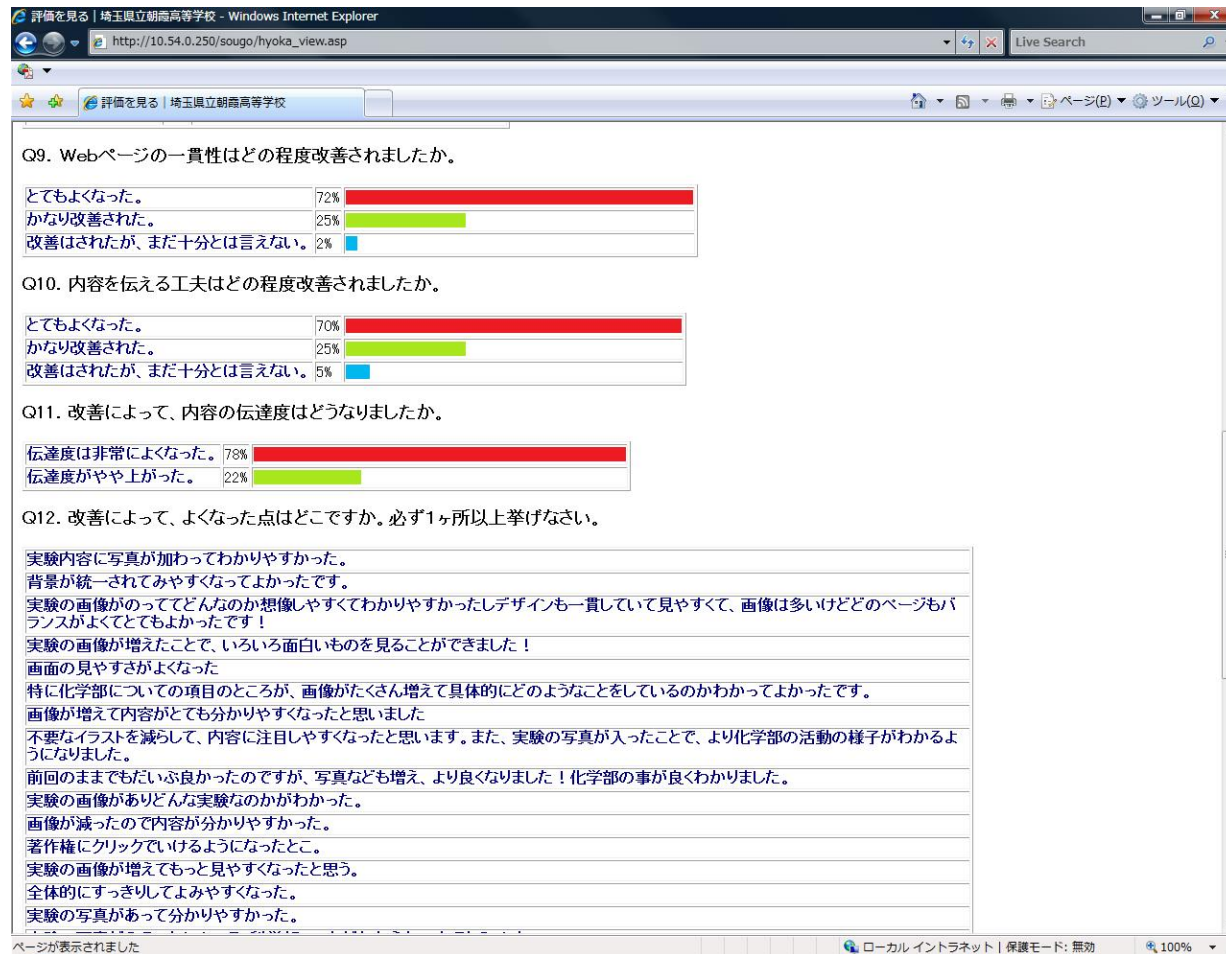 評価を見る | 埼玉県立朝霞高等学校 - Windows Internet Explorer
http://10.54.0.250/sougo/hyoka_view.asp
Live Search
評価を見る | 埼玉県立朝霞高等学校
ページ(P)
ツール(O)
Q9. Webページの一貫性はどの程度改善されましたか。
とてもよくなった。 72%
かなり改善された。 25%
改善はされたが、まだ十分とは言えない。 2%
Q10. 内容を伝える工夫はどの程度改善されましたか。
とてもよくなった。 70%
かなり改善された。 25%
改善はされたが、まだ十分とは言えない。 5%
Q11. 改善によって、内容の伝達度はどうなりましたか。
伝達度は非常によくなった。 78%
伝達度がやや上がった。 22%
Q12. 改善によって、よくなった点はどこですか。必ず1ヶ所以上挙げなさい。
実験内容に写真が加わってわかりやすかった。
背景が統一されてみやすくなってよかったです。
実験の画像がのっててどんなのか想像しやすくてわかりやすかったしデザインも一貫していて見やすくて、画像は多いけどどのページもバ
ランスがよくてとてもよかったです！
実験の画像が増えたことで、いろいろ面白いものを見ることができました！
画面の見やすさがよくなった
特に化学部についての項目のところが、画像がたくさん増えて具体的にどのようなことをしているのかわかってよかったです。
画像が増えて内容がとても分かりやすくなったと思いました
不要なイラストを減らして、内容に注目しやすくなったと思います。また、実験の写真が入ったことで、より化学部の活動の様子がわかるよ
うになりました。
前回のままでもだいぶ良かったのですが、写真なども増え、より良くなりました！化学部の事が良くわかりました。
実験の画像がありどんな実験なのかがわかった。
画像が減ったので内容が分かりやすかった。
著作権にクリックでいけるようになったとこ。
実験の画像が増えてもっと見やすくなったと思う。
全体的にすっきりしてよみやすくなった。
実験の写真があって分かりやすかった。
ページが表示されました
ローカル イントラネット | 保護モード: 無効
100%